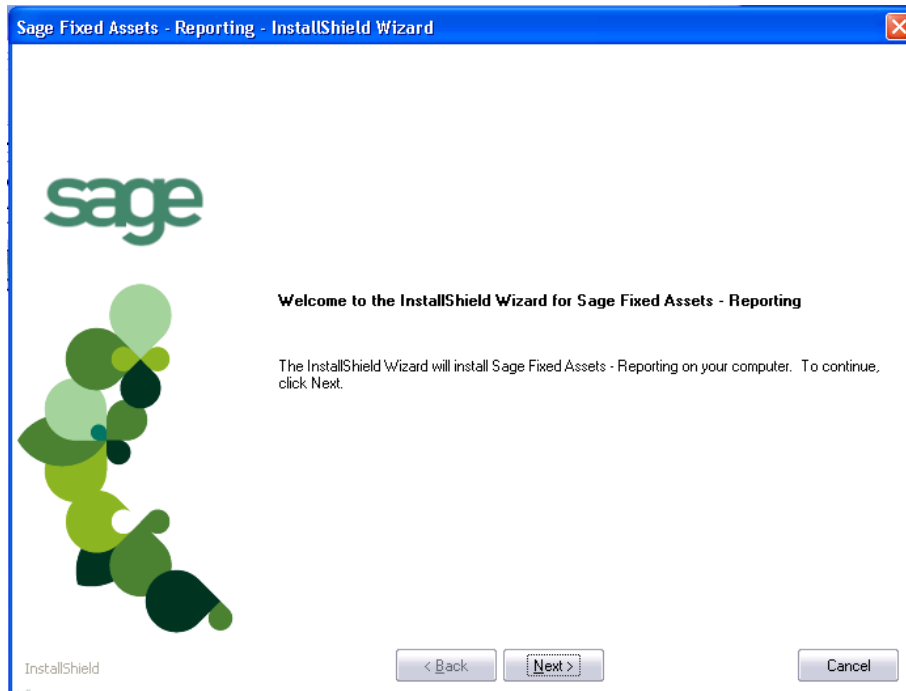 Sage Fixed Assets - Reporting - InstallShield Wizard
sage
Welcome to the InstallShield Wizard for Sage Fixed Assets - Reporting
The InstallShield Wizard will install Sage Fixed Assets - Reporting on your computer. To continue,
click Next.
InstallShield
< Back
Next >
Cancel